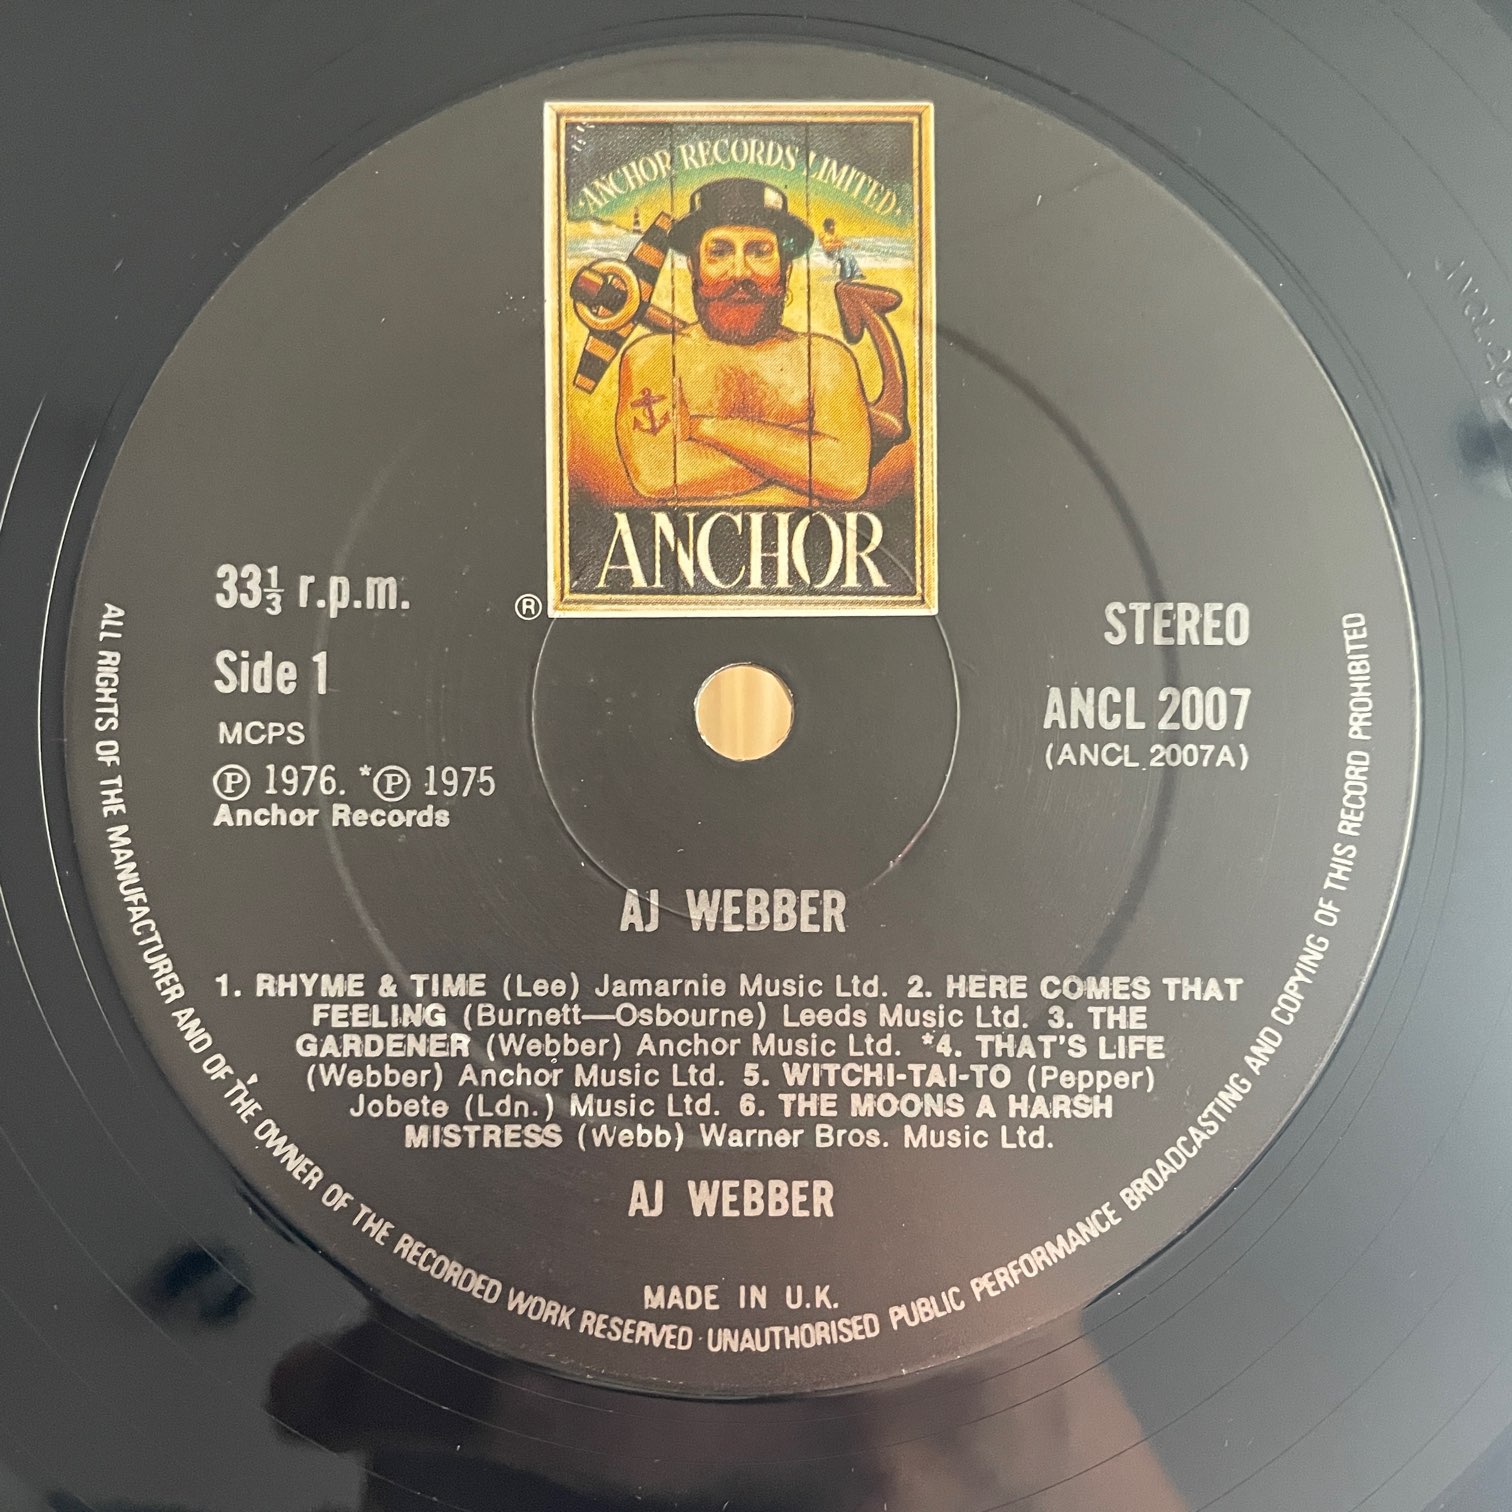 ·ANCHOR RECORDS LIMITED·
ANCHOR
®
33⅓ r.p.m.
Side 1
MCPS
Ⓟ 1976. *Ⓟ 1975
Anchor Records
STEREO
ANCL 2007
(ANCL 2007A)
AJ WEBBER
1. RHYME & TIME (Lee) Jamarnie Music Ltd. 2. HERE COMES THAT
FEELING (Burnett—Osbourne) Leeds Music Ltd. 3. THE
GARDENER (Webber) Anchor Music Ltd. *4. THAT'S LIFE
(Webber) Anchor Music Ltd. 5. WITCHI-TAI-TO (Pepper)
Jobete (Ldn.) Music Ltd. 6. THE MOONS A HARSH
MISTRESS (Webb) Warner Bros. Music Ltd.
AJ WEBBER
MADE IN U.K.
ALL RIGHTS OF THE MANUFACTURER AND OF THE OWNER OF THE RECORDED WORK RESERVED · UNAUTHORISED PUBLIC PERFORMANCE BROADCASTING AND COPYING OF THIS RECORD PROHIBITED